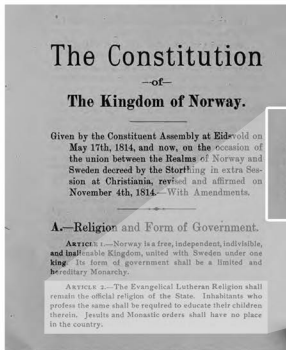 The Constitution
—of—
The Kingdom of Norway.
Given by the Constituent Assembly at Eidsvold on
May 17th, 1814, and now, on the occasion of
the union between the Realms of Norway and
Sweden decreed by the Storthing in extra Ses-
sion at Christiania, revised and affirmed on
November 4th, 1814.—With Amendments.
A.—Religion and Form of Government.
Article 1.—Norway is a free, independent, indivisible,
and inalienable Kingdom, united with Sweden under one
king. Its form of government shall be a limited and
hereditary Monarchy.
Article 2.—The Evangelical Lutheran Religion shall
remain the official religion of the State. Inhabitants who
profess the same shall be required to educate their children
therein. Jesuits and Monastic orders shall have no place
in the country.